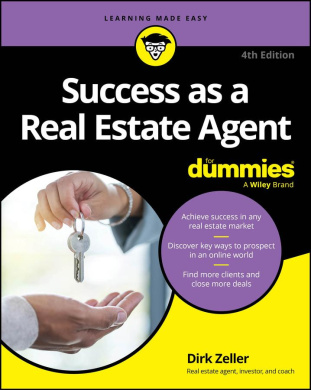 LEARNING MADE EASY
4th Edition
Success as a
Real Estate Agent
for
dummies®
A Wiley Brand
Achieve success in any
real estate market
Discover key ways to prospect
in an online world
Find more clients and
close more deals
Dirk Zeller
Real estate agent, investor, and coach